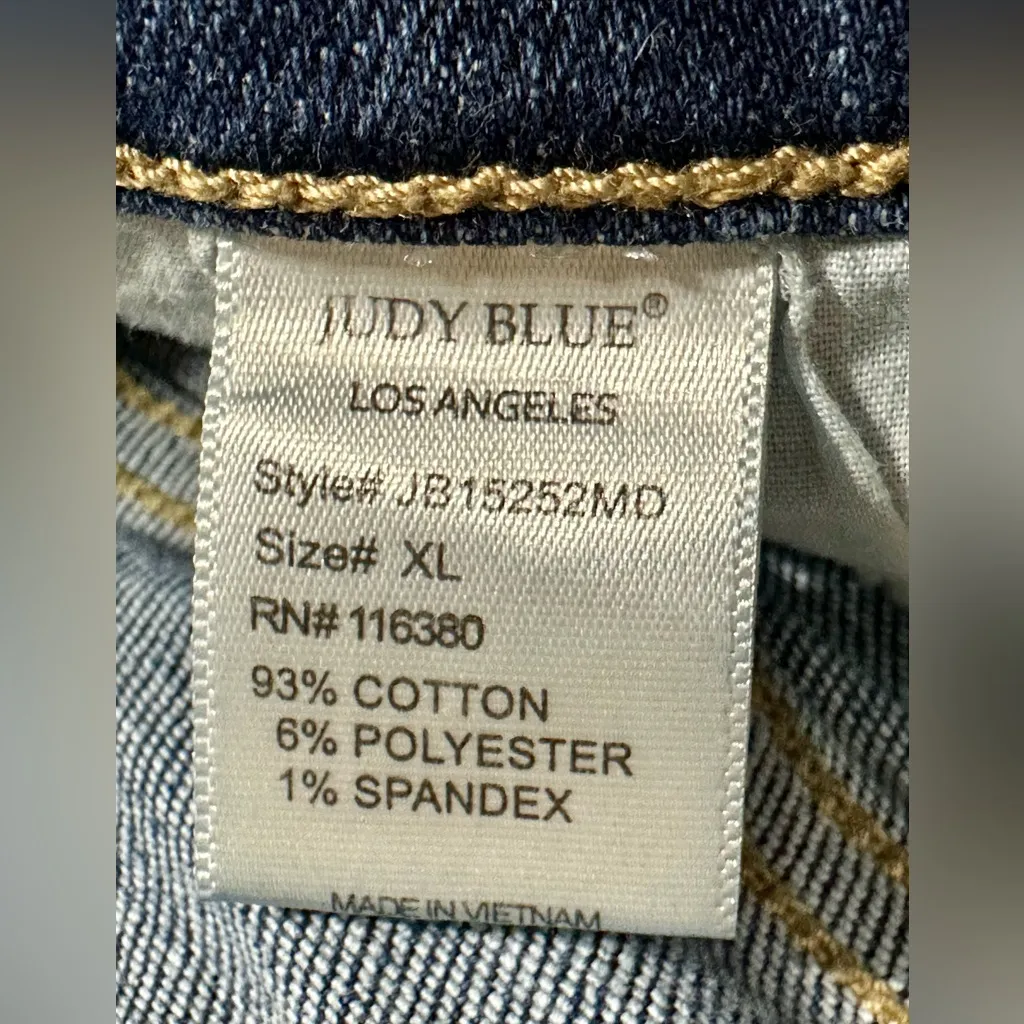 JUDY BLUE®
LOS ANGELES
Style# JB15252MD
Size# XL
RN# 116380
93% COTTON
6% POLYESTER
1% SPANDEX
MADE IN VIETNAM